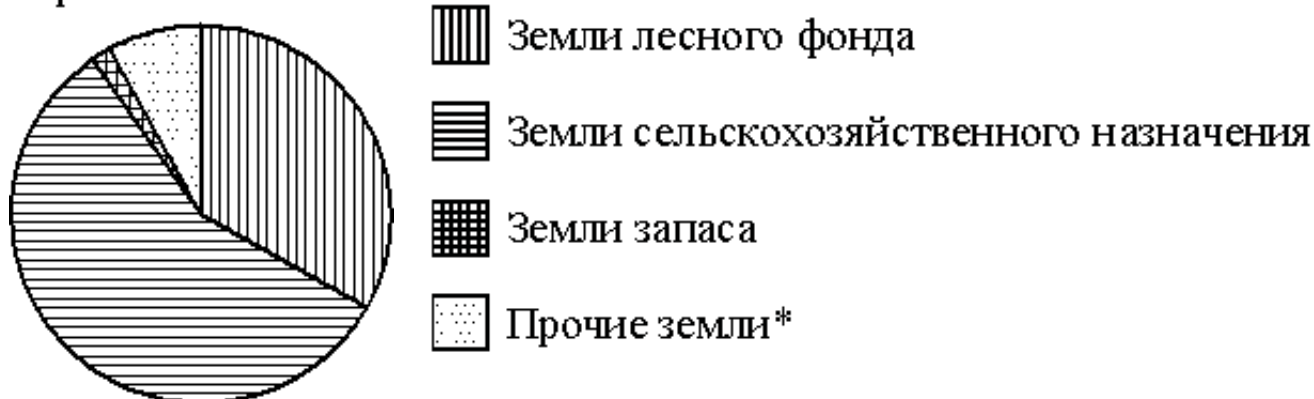 Земли лесного фонда
Земли сельскохозяйственного назначения
Земли запаса
Прочие земли*